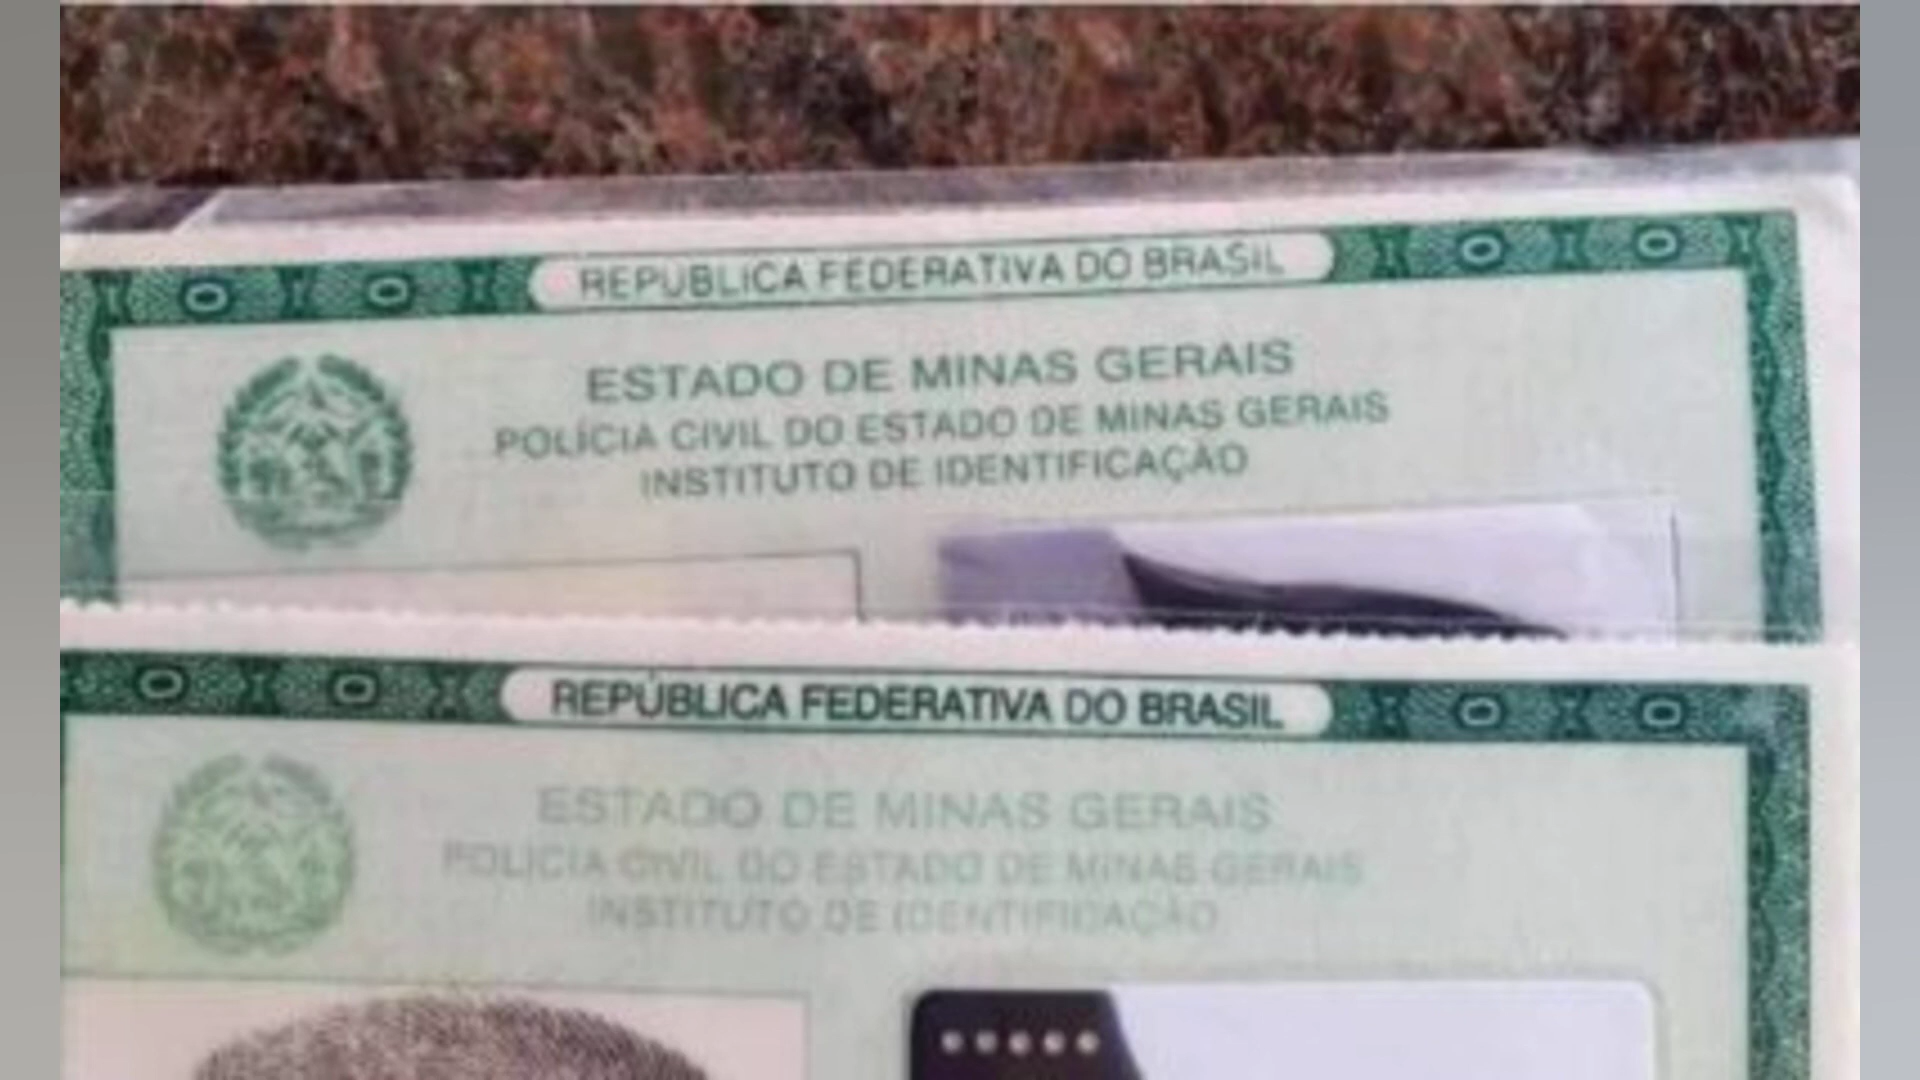 REPÚBLICA FEDERATIVA DO BRASIL
ESTADO DE MINAS GERAIS
POLÍCIA CIVIL DO ESTADO DE MINAS GERAIS
INSTITUTO DE IDENTIFICAÇÃO
REPÚBLICA FEDERATIVA DO BRASIL
ESTADO DE MINAS GERAIS
POLÍCIA CIVIL DO ESTADO DE MINAS GERAIS
INSTITUTO DE IDENTIFICAÇÃO